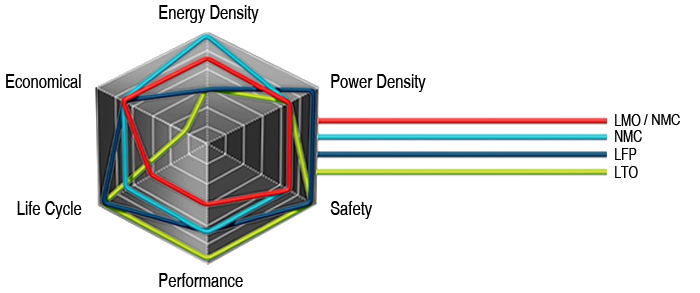 Energy Density
Economical
Power Density
LMO / NMC
NMC
LFP
LTO
Life Cycle
Safety
Performance